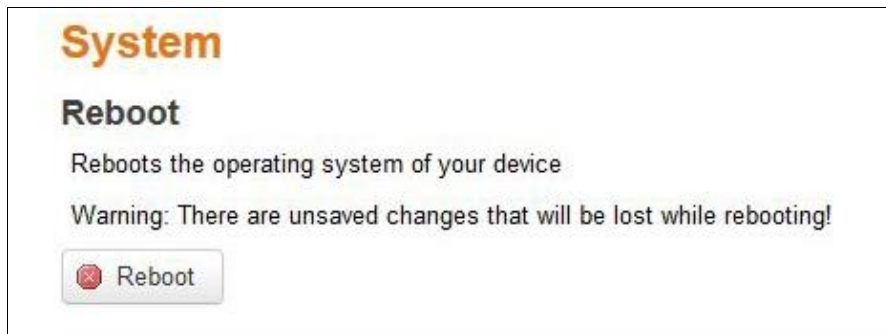 System
Reboot
Reboots the operating system of your device
Warning: There are unsaved changes that will be lost while rebooting!
Reboot